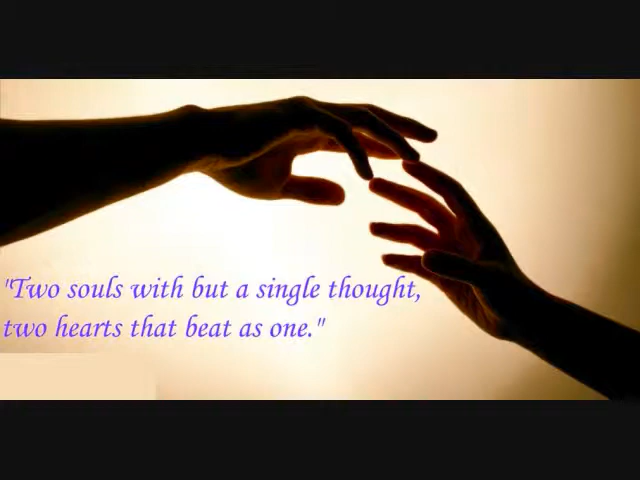 "Two souls with but a single thought,
two hearts that beat as one."